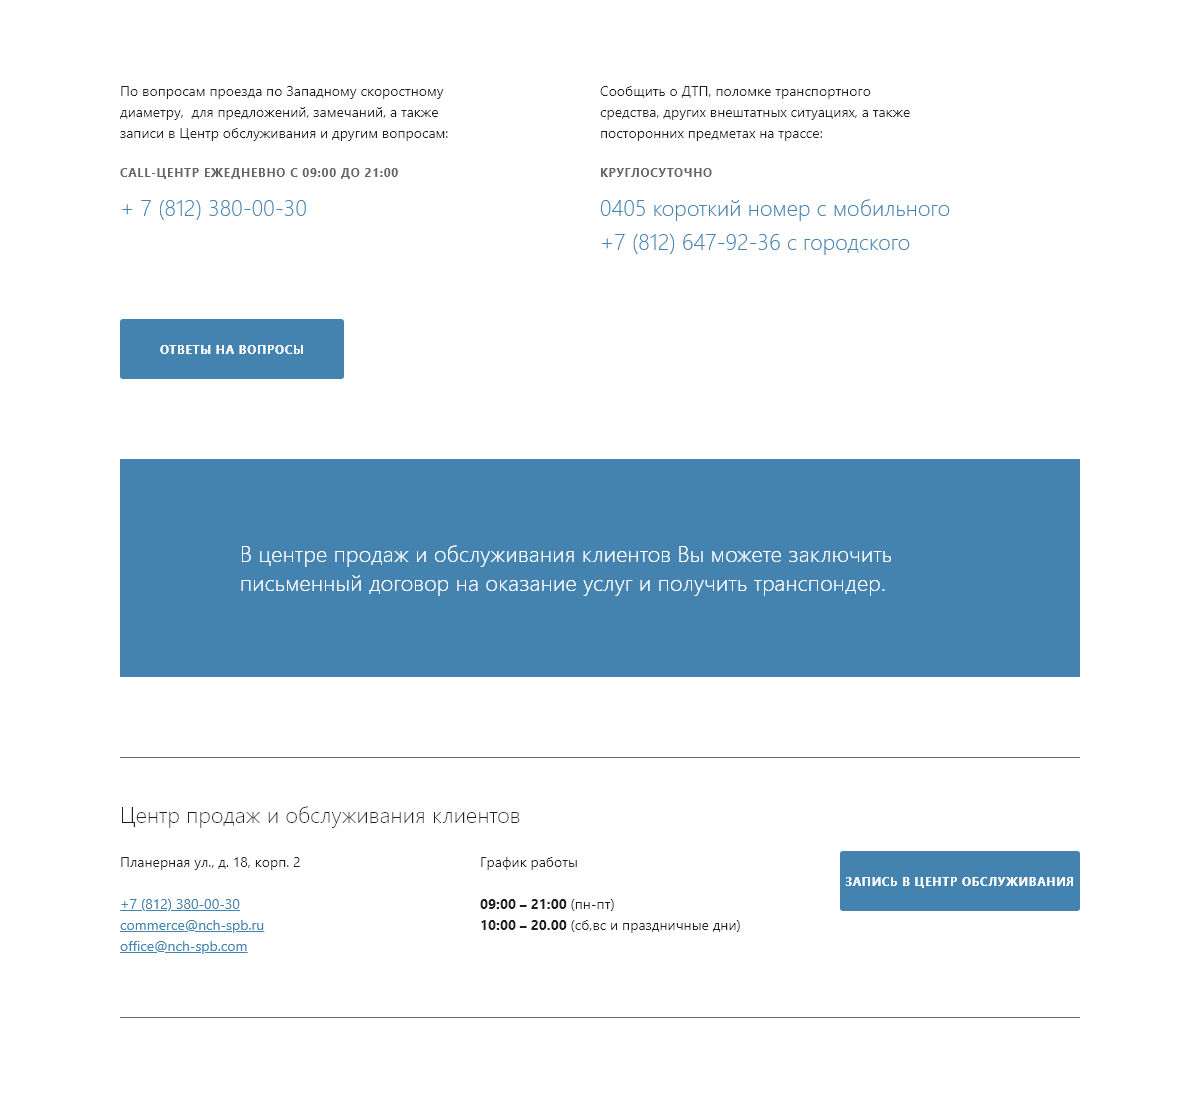 По вопросам проезда по Западному скоростному
диаметру,  для предложений, замечаний, а также
записи в Центр обслуживания и другим вопросам:
CALL-ЦЕНТР ЕЖЕДНЕВНО С 09:00 ДО 21:00
+ 7 (812) 380-00-30
Сообщить о ДТП, поломке транспортного
средства, других внештатных ситуациях, а также
посторонних предметах на трассе:
КРУГЛОСУТОЧНО
0405 короткий номер с мобильного
+7 (812) 647-92-36 с городского
ОТВЕТЫ НА ВОПРОСЫ
В центре продаж и обслуживания клиентов Вы можете заключить
письменный договор на оказание услуг и получить транспондер.
Центр продаж и обслуживания клиентов
Планерная ул., д. 18, корп. 2
+7 (812) 380-00-30
commerce@nch-spb.ru
office@nch-spb.com
График работы
09:00 – 21:00 (пн-пт)
10:00 – 20.00 (сб,вс и праздничные дни)
ЗАПИСЬ В ЦЕНТР ОБСЛУЖИВАНИЯ